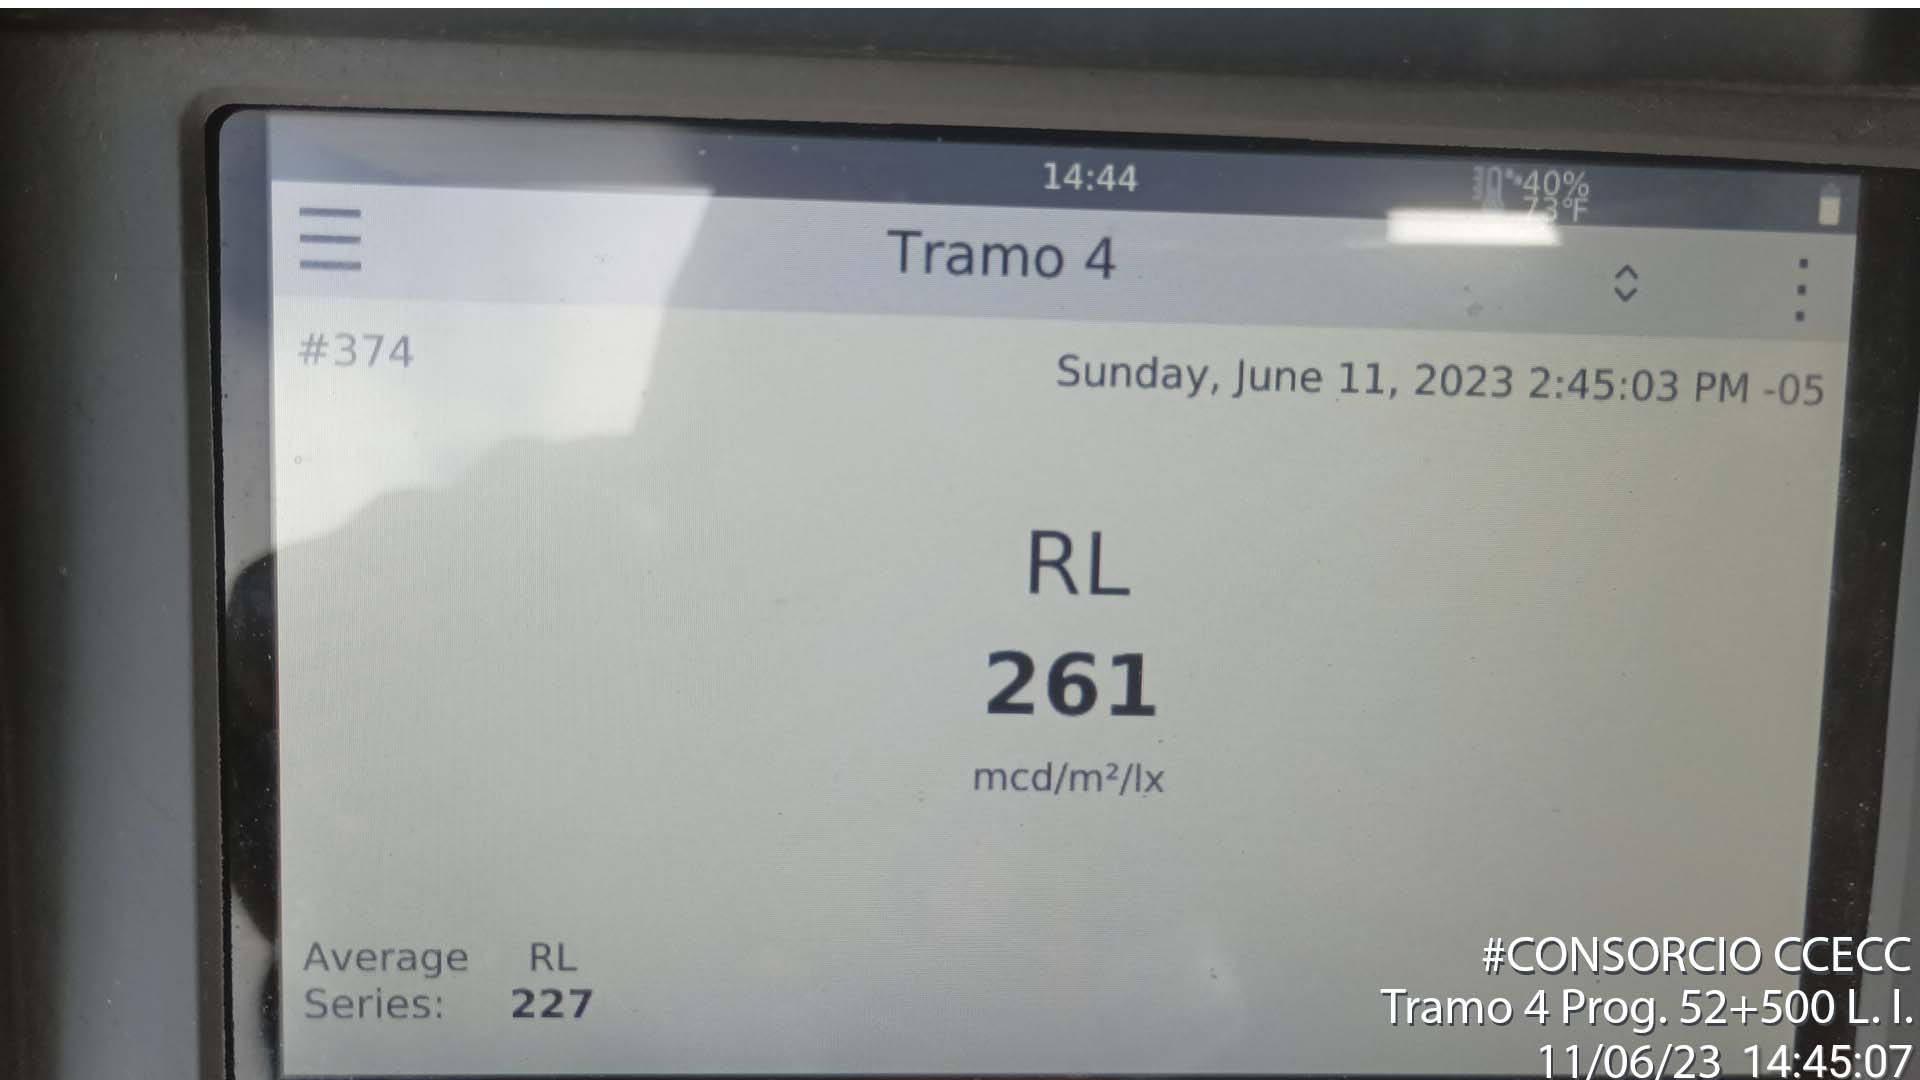 14:44
40%
73°F
Tramo 4
#374
Sunday, June 11, 2023 2:45:03 PM -05
RL
261
mcd/m²/lx
Average RL
Series: 227
#CONSORCIO CCECC
Tramo 4 Prog. 52+500 L. I.
11/06/23 14:45:07